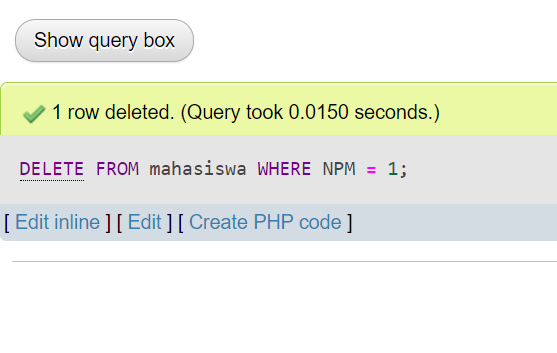 Show query box
1 row deleted. (Query took 0.0150 seconds.)
DELETE FROM mahasiswa WHERE NPM = 1;
[ Edit inline ] [ Edit ] [ Create PHP code ]